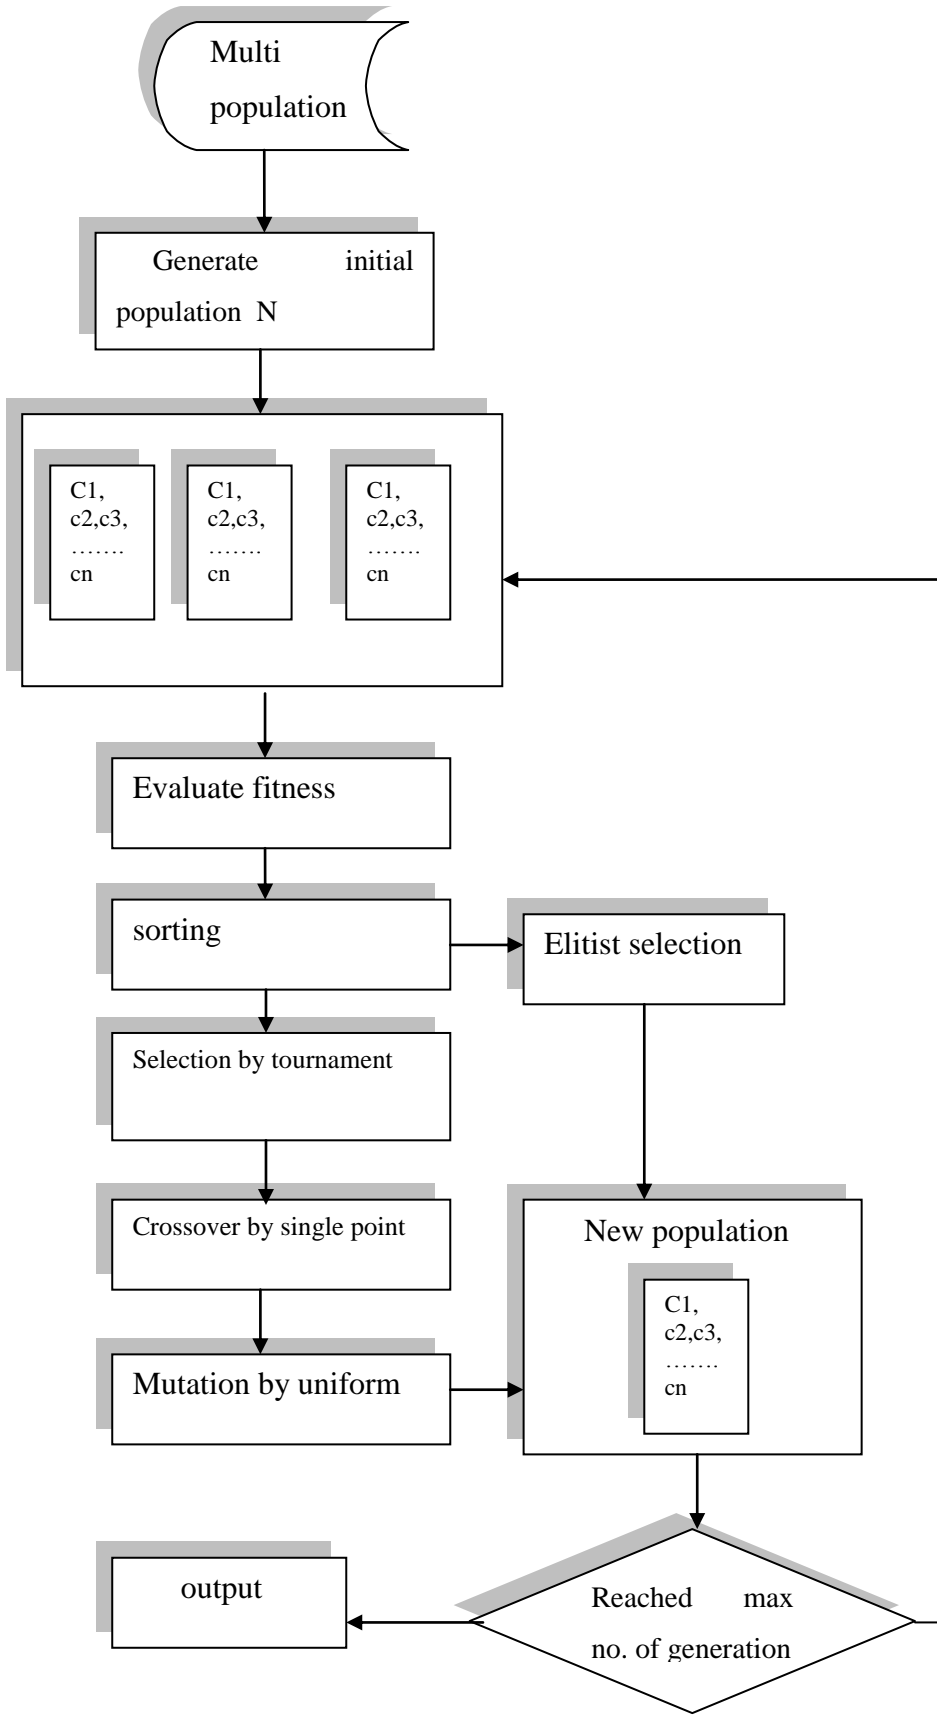 Multi
population
Generate initial
population N
C1,
c2,c3,
.......
cn
C1,
c2,c3,
.......
cn
C1,
c2,c3,
.......
cn
Evaluate fitness
sorting
Elitist selection
Selection by tournament
Crossover by single point
New population
C1,
c2,c3,
.......
cn
Mutation by uniform
output
Reached max
no. of generation